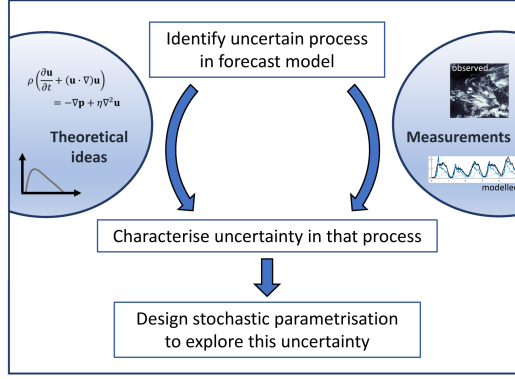 Identify uncertain process
in forecast model
ρ(∂u/∂t + (u · ∇)u)
= −∇p + η∇²u
Theoretical
ideas
observed
Measurements
modelled
Characterise uncertainty in that process
Design stochastic parametrisation
to explore this uncertainty